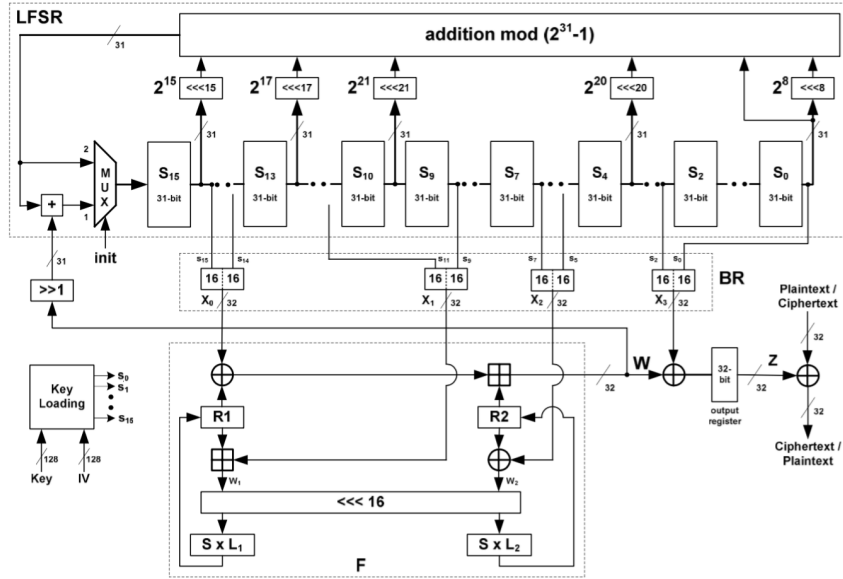 LFSR
addition mod (2^31-1)
31
2^15 <<<15 2^17 <<<17 2^21 <<<21 2^20 <<<20 2^8 <<<8
31 31 31 31 31
2
MUX
1
+
init
S15 31-bit
S13 31-bit
S10 31-bit
S9 31-bit
S7 31-bit
S4 31-bit
S2 31-bit
S0 31-bit
31
>>1
s15 s14 s11 s9 s7 s5 s2 s0
16 16 16 16 16 16 16 16
BR
X0 32 X1 32 X2 32 X3 32
Plaintext /
Ciphertext
32
W
32
32-
bit
Z
32
output
register
32
Ciphertext /
Plaintext
Key
Loading
S0
S1
S15
128 128
Key IV
R1 R2
W1 W2
<<< 16
S x L1 S x L2
F